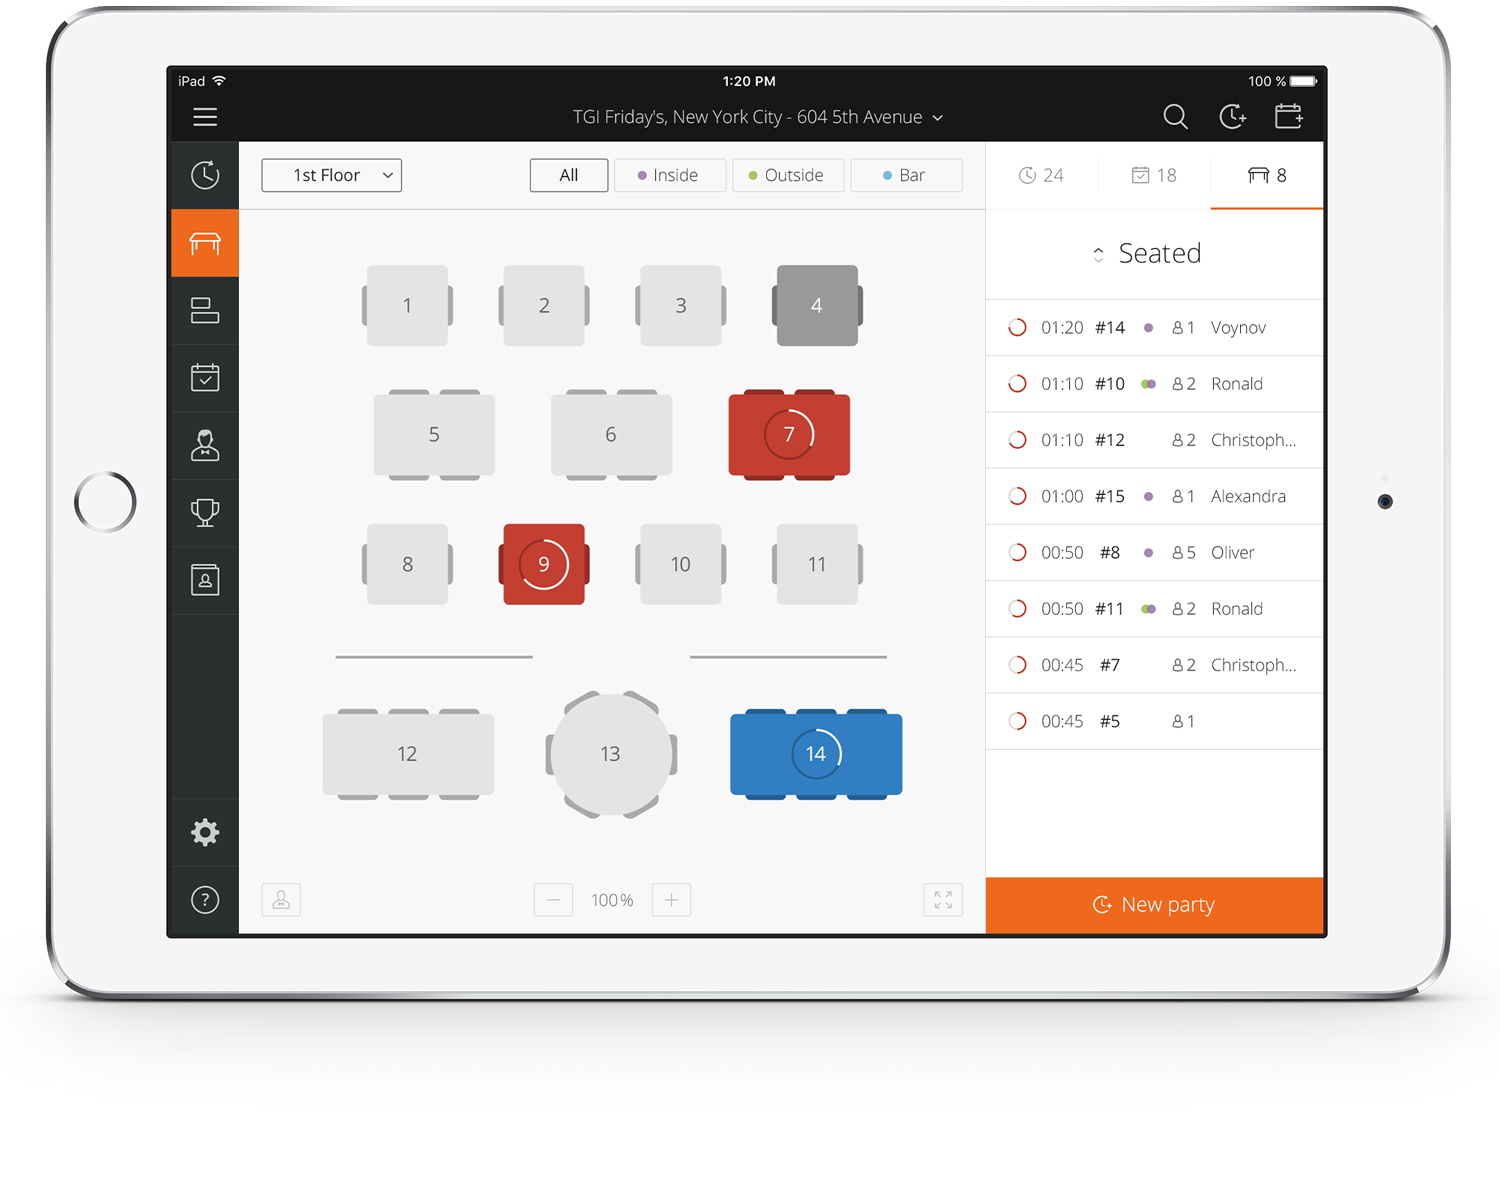 iPad 1:20 PM 100 %
TGI Friday's, New York City - 604 5th Avenue
1st Floor All Inside Outside Bar
24 18 8
Seated
1 2 3 4
5 6 7
8 9 10 11
12 13 14
01:20 #14 1 Voynov
01:10 #10 2 Ronald
01:10 #12 2 Christoph...
01:00 #15 1 Alexandra
00:50 #8 5 Oliver
00:50 #11 2 Ronald
00:45 #7 2 Christoph...
00:45 #5 1
?
100%
New party